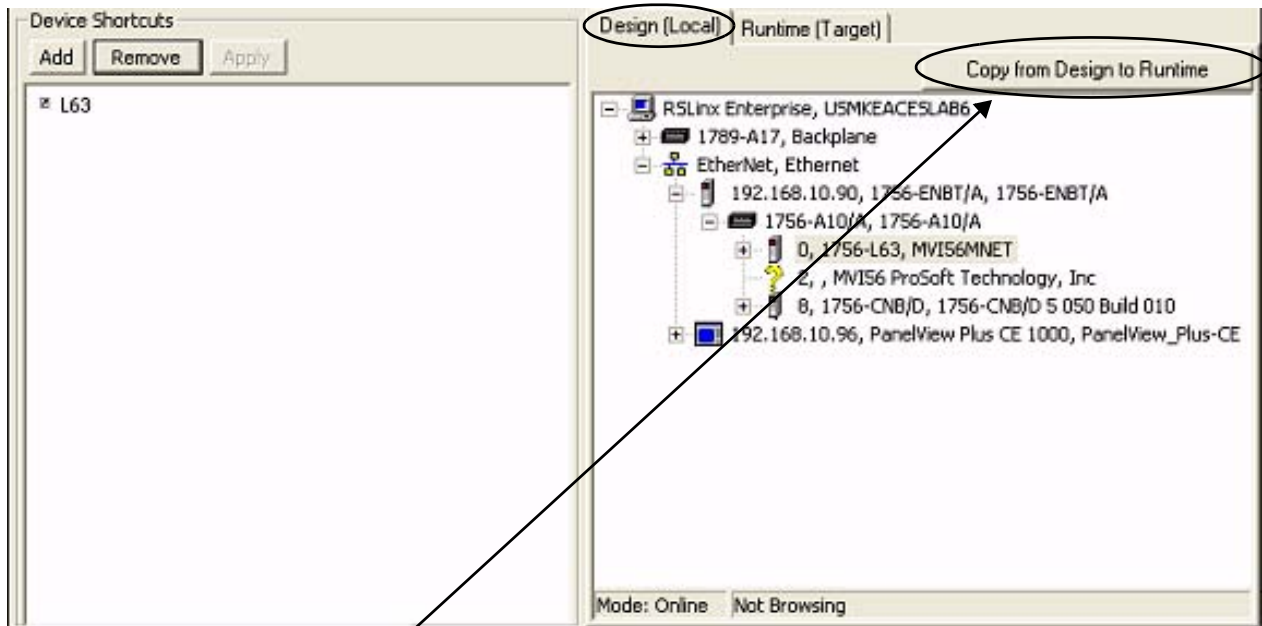 Device Shortcuts
Add Remove Apply
L63
Design (Local) Runtime (Target)
Copy from Design to Runtime
RSLinx Enterprise, USMKEACESLAB6
1789-A17, Backplane
EtherNet, Ethernet
192.168.10.90, 1756-ENBT/A, 1756-ENBT/A
1756-A10/A, 1756-A10/A
0, 1756-L63, MVI56MNET
2, , MVI56 ProSoft Technology, Inc
8, 1756-CNB/D, 1756-CNB/D 5 050 Build 010
192.168.10.96, PanelView Plus CE 1000, PanelView_Plus-CE
Mode: Online Not Browsing